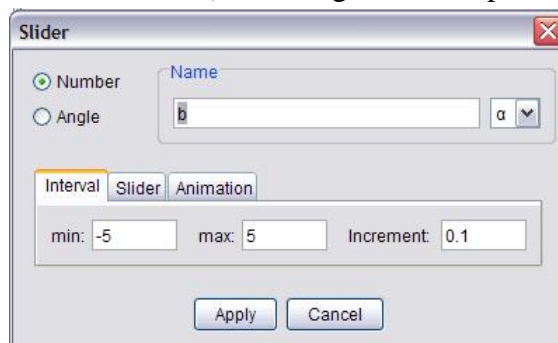 Slider
Number
Angle
Name
b
α
Interval Slider Animation
min: -5 max: 5 Increment: 0.1
Apply Cancel